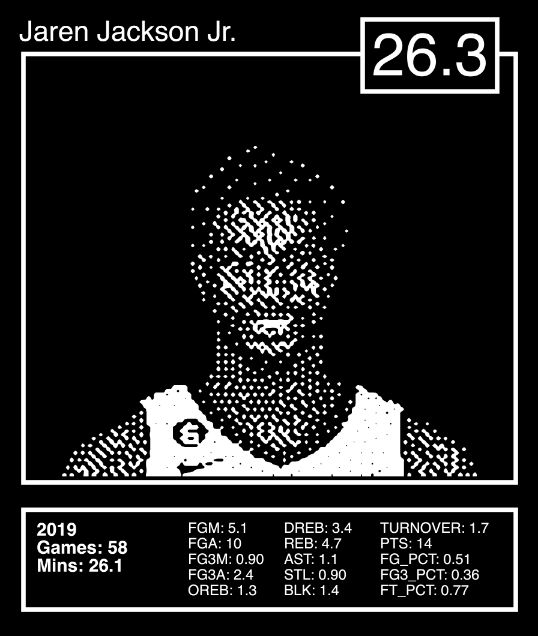 Jaren Jackson Jr.
26.3
2019
Games: 58
Mins: 26.1
FGM: 5.1
FGA: 10
FG3M: 0.90
FG3A: 2.4
OREB: 1.3
DREB: 3.4
REB: 4.7
AST: 1.1
STL: 0.90
BLK: 1.4
TURNOVER: 1.7
PTS: 14
FG_PCT: 0.51
FG3_PCT: 0.36
FT_PCT: 0.77